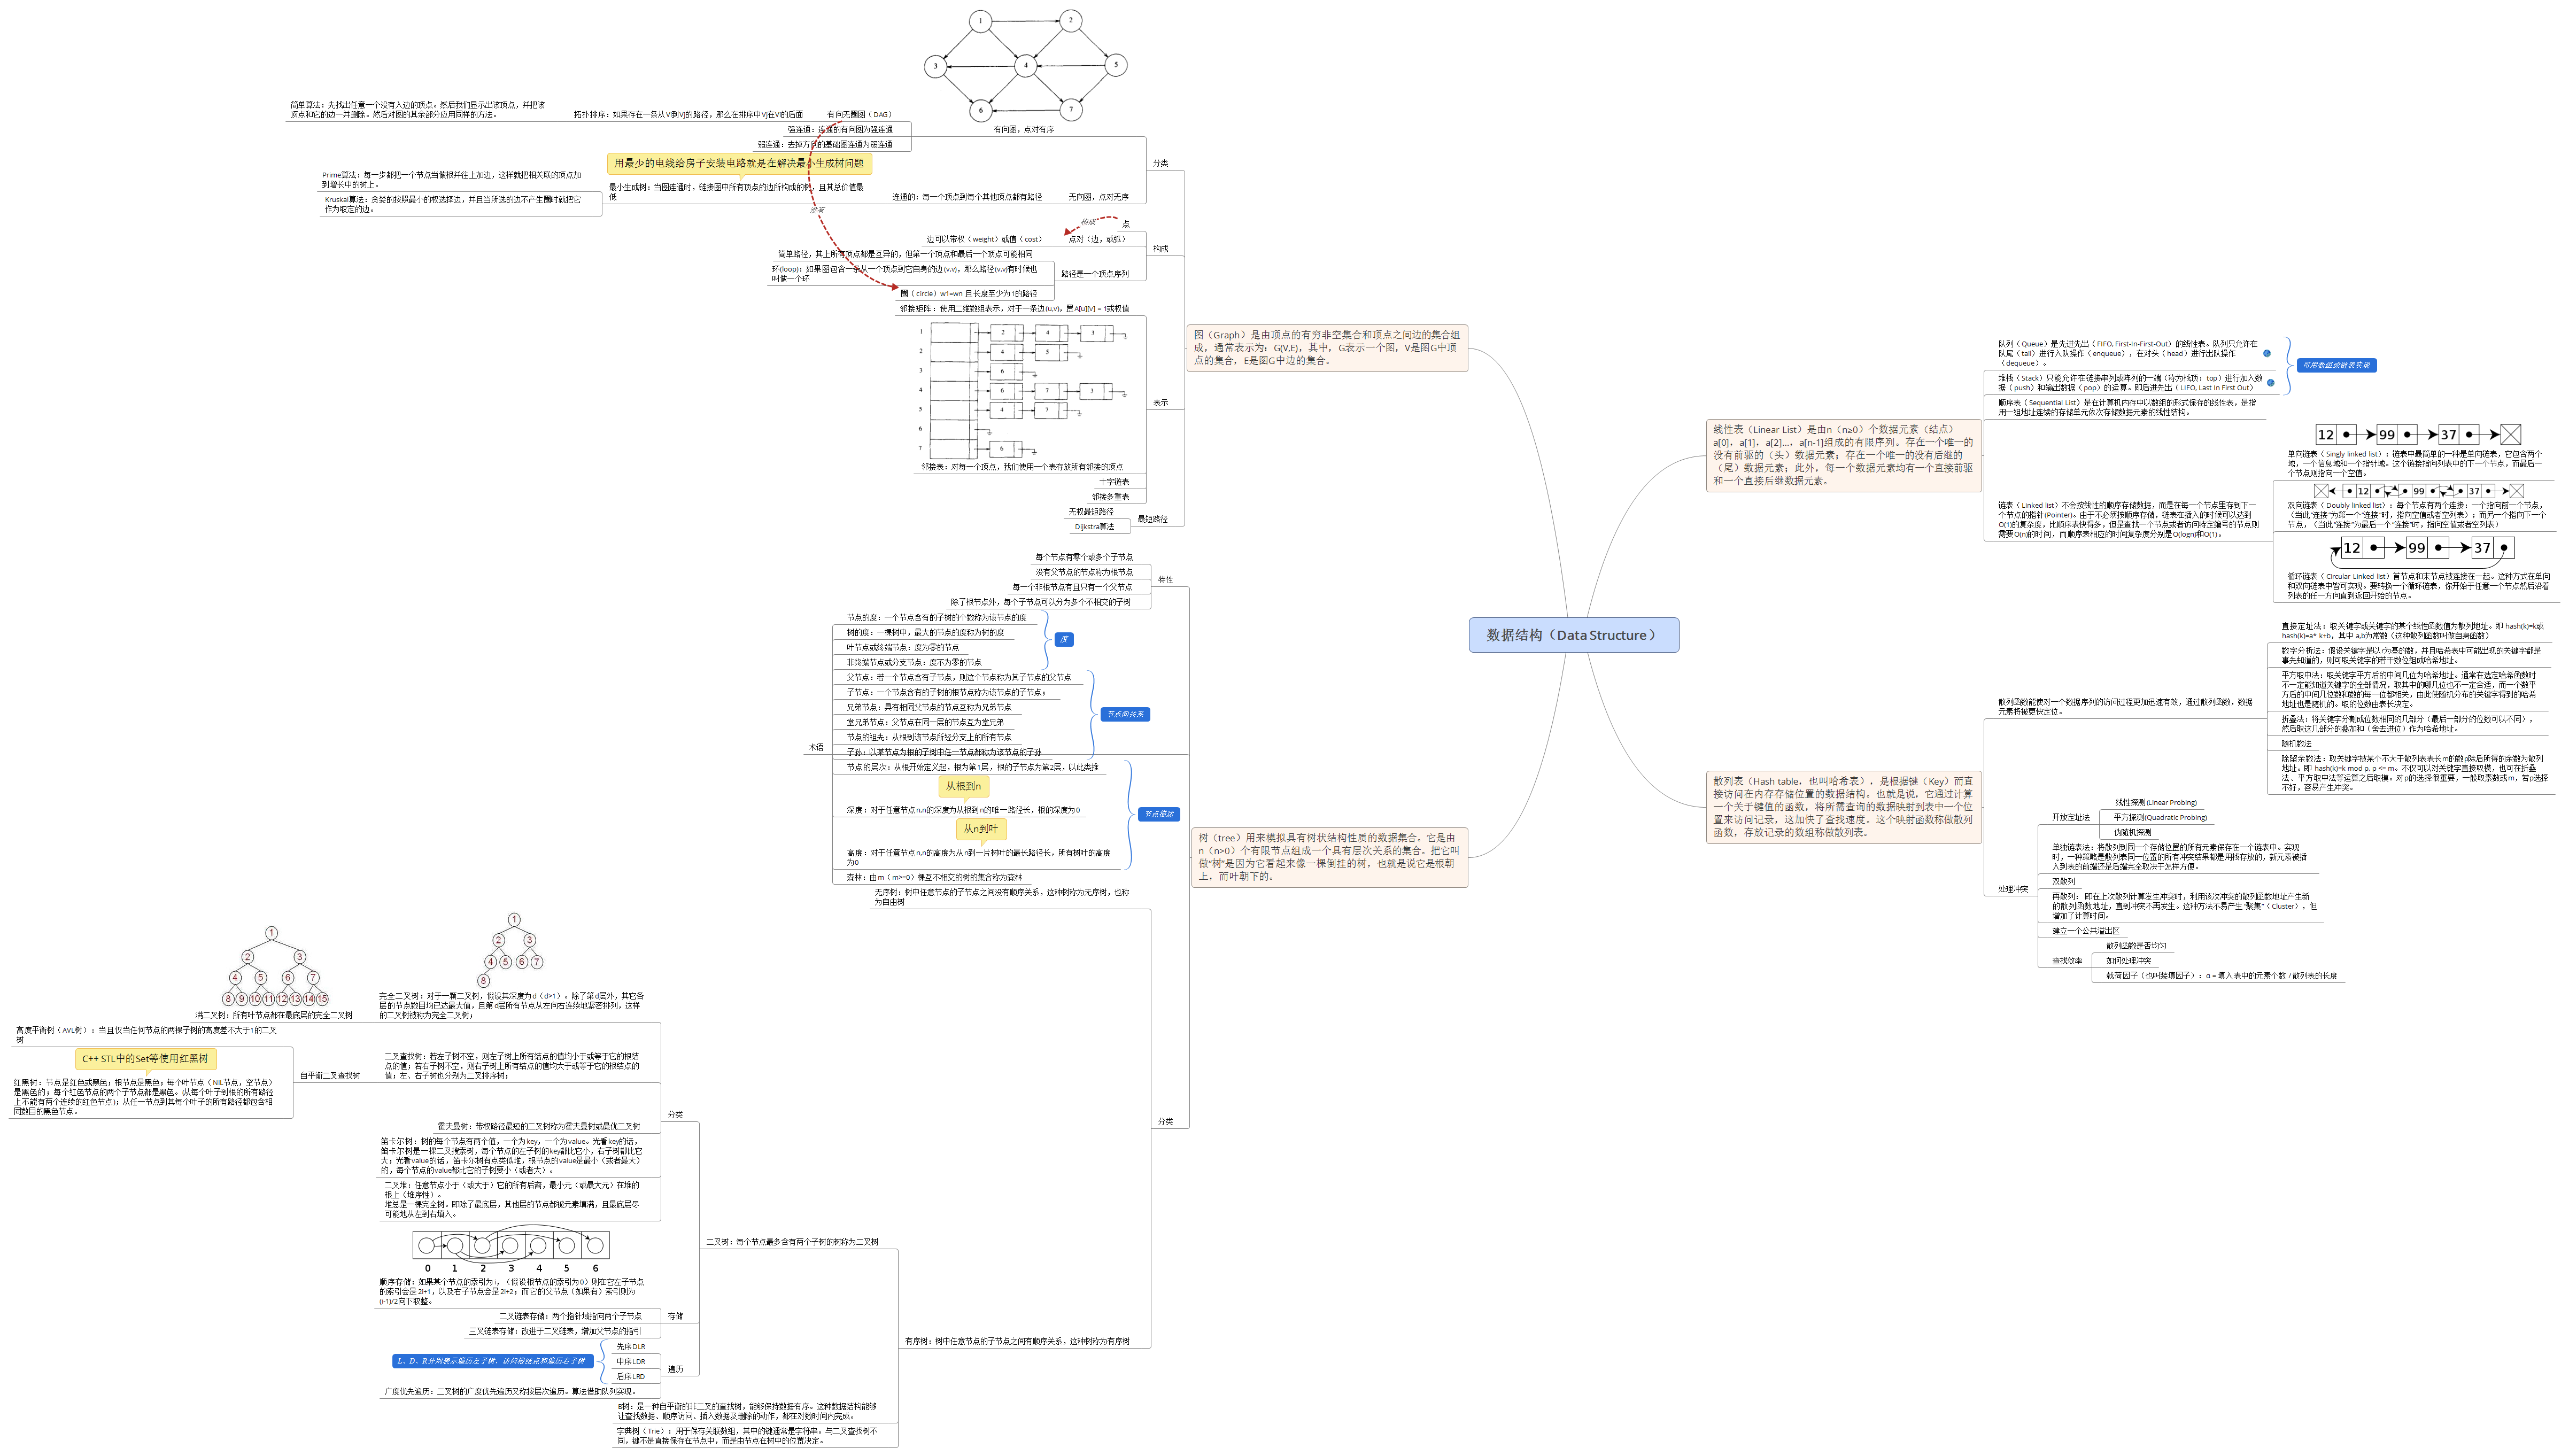 数据结构（Data Structure）
图（Graph）是由顶点的有穷非空集合和顶点之间边的集合组
成，通常表示为：G(V,E)，其中，G表示一个图，V是图G中顶
点的集合，E是图G中边的集合。
分类
有向图，点对有序
1
2
3
4
5
6
7
有向无圈图（DAG）
拓扑排序：如果存在一条从Vi到Vj的路径，那么在排序中Vj在Vi的后面
简单算法：先找出任意一个没有入边的顶点。然后我们显示出该顶点，并把该
顶点和它的边一并删除。然后对图的其余部分应用同样的方法。
强连通：连通的有向图为强连通
弱连通：去掉方向的基础图连通为弱连通
无向图，点对无序
连通的：每一个顶点到每个其他顶点都有路径
用最少的电线给房子安装电路就是在解决最小生成树问题
最小生成树：当图连通时，链接图中所有顶点的边所构成的树，且其总价值最
低
Prime算法：每一步都把一个节点当做根并往上加边，这样就把相关联的顶点加
到增长中的树上。
Kruskal算法：贪婪的按照最小的权选择边，并且当所选的边不产生圈时就把它
作为取定的边。
没有
构成
点
构成
点对（边，或弧）
边可以带权（weight）或值（cost）
路径是一个顶点序列
简单路径，其上所有顶点都是互异的，但第一个顶点和最后一个顶点可能相同
环(loop)：如果图包含一条从一个顶点到它自身的边(v,v)，那么路径(v,v)有时候也
叫做一个环
圈（circle）w1=wn 且长度至少为1的路径
表示
邻接矩阵：使用二维数组表示，对于一条边(u,v)，置A[u][v] = 1或权值
1 2 4 3
2 4 5
3 6
4 6 7 3
5 4 7
6
7 6
邻接表：对每一个顶点，我们使用一个表存放所有邻接的顶点
十字链表
邻接多重表
最短路径
无权最短路径
Dijkstra算法
线性表（Linear List）是由n（n≥0）个数据元素（结点）
a[0]，a[1]，a[2]…，a[n-1]组成的有限序列。存在一个唯一的
没有前驱的（头）数据元素；存在一个唯一的没有后继的
（尾）数据元素；此外，每一个数据元素均有一个直接前驱
和一个直接后继数据元素。
队列（Queue）是先进先出（FIFO, First-In-First-Out）的线性表。队列只允许在
队尾（tail）进行入队操作（enqueue），在对头（head）进行出队操作
（dequeue）。
堆栈（Stack）只能允许在链接串列或阵列的一端（称为栈顶：top）进行加入数
据（push）和输出数据（pop）的运算。即后进先出（LIFO, Last In First Out）
可用数组或链表实现
顺序表（Sequential List）是在计算机内存中以数组的形式保存的线性表，是指
用一组地址连续的存储单元依次存储数据元素的线性结构。
链表（Linked list）不会按线性的顺序存储数据，而是在每一个节点里存到下一
个节点的指针(Pointer)。由于不必须按顺序存储，链表在插入的时候可以达到
O(1)的复杂度，比顺序表快得多，但是查找一个节点或者访问特定编号的节点则
需要O(n)的时间，而顺序表相应的时间复杂度分别是O(logn)和O(1)。
12 99 37
单向链表（Singly linked list）：链表中最简单的一种是单向链表，它包含两个
域，一个信息域和一个指针域。这个链接指向列表中的下一个节点，而最后一
个节点则指向一个空值。
12 99 37
双向链表（Doubly linked list）：每个节点有两个连接：一个指向前一个节点，
（当此“连接”为第一个“连接”时，指向空值或者空列表）；而另一个指向下一个
节点，（当此“连接”为最后一个“连接”时，指向空值或者空列表）
12 99 37
循环链表（Circular Linked list）首节点和末节点被连接在一起。这种方式在单向
和双向链表中皆可实现。要转换一个循环链表，你开始于任意一个节点然后沿着
列表的任一方向直到返回开始的节点。
散列表（Hash table，也叫哈希表），是根据键（Key）而直
接访问在内存存储位置的数据结构。也就是说，它通过计算
一个关于键值的函数，将所需查询的数据映射到表中一个位
置来访问记录，这加快了查找速度。这个映射函数称做散列
函数，存放记录的数组称做散列表。
散列函数能使对一个数据序列的访问过程更加迅速有效，通过散列函数，数据
元素将被更快定位。
直接定址法：取关键字或关键字的某个线性函数值为散列地址。即 hash(k)=k或
hash(k)=a* k+b，其中 a.b为常数（这种散列函数叫做自身函数）
数字分析法：假设关键字是以r为基的数，并且哈希表中可能出现的关键字都是
事先知道的，则可取关键字的若干数位组成哈希地址。
平方取中法：取关键字平方后的中间几位为哈希地址。通常在选定哈希函数时
不一定能知道关键字的全部情况，取其中的哪几位也不一定合适，而一个数平
方后的中间几位数和数的每一位都相关，由此使随机分布的关键字得到的哈希
地址也是随机的。取的位数由表长决定。
折叠法：将关键字分割成位数相同的几部分（最后一部分的位数可以不同），
然后取这几部分的叠加和（舍去进位）作为哈希地址。
随机数法
除留余数法：取关键字被某个不大于散列表表长m的数p除后所得的余数为散列
地址。即 hash(k)=k mod p, p <= m。不仅可以对关键字直接取模，也可在折叠
法、平方取中法等运算之后取模。对p的选择很重要，一般取素数或m，若p选择
不好，容易产生冲突。
处理冲突
开放定址法
线性探测(Linear Probing)
平方探测(Quadratic Probing)
伪随机探测
单独链表法：将散列到同一个存储位置的所有元素保存在一个链表中。实现
时，一种策略是散列表同一位置的所有冲突结果都是用栈存放的，新元素被插
入到表的前端还是后端完全取决于怎样方便。
双散列
再散列： 即在上次散列计算发生冲突时，利用该次冲突的散列函数地址产生新
的散列函数地址，直到冲突不再发生。这种方法不易产生“聚集”（Cluster），但
增加了计算时间。
建立一个公共溢出区
查找效率
散列函数是否均匀
如何处理冲突
载荷因子（也叫装填因子）：α = 填入表中的元素个数 / 散列表的长度
树（tree）用来模拟具有树状结构性质的数据集合。它是由
n（n>0）个有限节点组成一个具有层次关系的集合。把它叫
做“树”是因为它看起来像一棵倒挂的树，也就是说它是根朝
上，而叶朝下的。
特性
每个节点有零个或多个子节点
没有父节点的节点称为根节点
每一个非根节点有且只有一个父节点
除了根节点外，每个子节点可以分为多个不相交的子树
术语
节点的度：一个节点含有的子树的个数称为该节点的度
树的度：一棵树中，最大的节点的度称为树的度
叶节点或终端节点：度为零的节点
非终端节点或分支节点：度不为零的节点
度
父节点：若一个节点含有子节点，则这个节点称为其子节点的父节点
子节点：一个节点含有的子树的根节点称为该节点的子节点；
兄弟节点：具有相同父节点的节点互称为兄弟节点
堂兄弟节点：父节点在同一层的节点互为堂兄弟
节点的祖先：从根到该节点所经分支上的所有节点
子孙：以某节点为根的子树中任一节点都称为该节点的子孙
节点间关系
节点的层次：从根开始定义起，根为第1层，根的子节点为第2层，以此类推
从根到n
深度：对于任意节点n,n的深度为从根到n的唯一路径长，根的深度为0
从n到叶
高度：对于任意节点n,n的高度为从n到一片树叶的最长路径长，所有树叶的高度
为0
节点描述
森林：由m（m>=0）棵互不相交的树的集合称为森林
分类
无序树：树中任意节点的子节点之间没有顺序关系，这种树称为无序树，也称
为自由树
有序树：树中任意节点的子节点之间有顺序关系，这种树称为有序树
二叉树：每个节点最多含有两个子树的树称为二叉树
分类
1
2 3
4 5 6 7
8
完全二叉树：对于一颗二叉树，假设其深度为d（d>1）。除了第d层外，其它各
层的节点数目均已达最大值，且第d层所有节点从左向右连续地紧密排列，这样
的二叉树被称为完全二叉树；
1
2 3
4 5 6 7
8 9 10 11 12 13 14 15
满二叉树：所有叶节点都在最底层的完全二叉树
二叉查找树：若左子树不空，则左子树上所有结点的值均小于或等于它的根结
点的值；若右子树不空，则右子树上所有结点的值均大于或等于它的根结点的
值；左、右子树也分别为二叉排序树；
自平衡二叉查找树
高度平衡树（AVL树）：当且仅当任何节点的两棵子树的高度差不大于1的二叉
树
C++ STL中的Set等使用红黑树
红黑树：节点是红色或黑色；根节点是黑色；每个叶节点（NIL节点，空节点）
是黑色的；每个红色节点的两个子节点都是黑色。(从每个叶子到根的所有路径
上不能有两个连续的红色节点)；从任一节点到其每个叶子的所有路径都包含相
同数目的黑色节点。
霍夫曼树：带权路径最短的二叉树称为霍夫曼树或最优二叉树
笛卡尔树：树的每个节点有两个值，一个为key，一个为value。光看key的话，
笛卡尔树是一棵二叉搜索树，每个节点的左子树的key都比它小，右子树都比它
大；光看value的话，笛卡尔树有点类似堆，根节点的value是最小（或者最大）
的，每个节点的value都比它的子树要小（或者大）。
二叉堆：任意节点小于（或大于）它的所有后裔，最小元（或最大元）在堆的
根上（堆序性）。
堆总是一棵完全树。即除了最底层，其他层的节点都被元素填满，且最底层尽
可能地从左到右填入。
存储
0 1 2 3 4 5 6
顺序存储：如果某个节点的索引为i，（假设根节点的索引为0）则在它左子节点
的索引会是 2i+1，以及右子节点会是 2i+2；而它的父节点（如果有）索引则为
(i-1)/2向下取整。
二叉链表存储：两个指针域指向两个子节点
三叉链表存储：改进于二叉链表，增加父节点的指引
遍历
先序DLR
中序LDR
后序LRD
L、D、R分别表示遍历左子树、访问根结点和遍历右子树
广度优先遍历：二叉树的广度优先遍历又称按层次遍历。算法借助队列实现。
B树：是一种自平衡的非二叉的查找树，能够保持数据有序。这种数据结构能够
让查找数据、顺序访问、插入数据及删除的动作，都在对数时间内完成。
字典树（Trie）：用于保存关联数组，其中的键通常是字符串。与二叉查找树不
同，键不是直接保存在节点中，而是由节点在树中的位置决定。